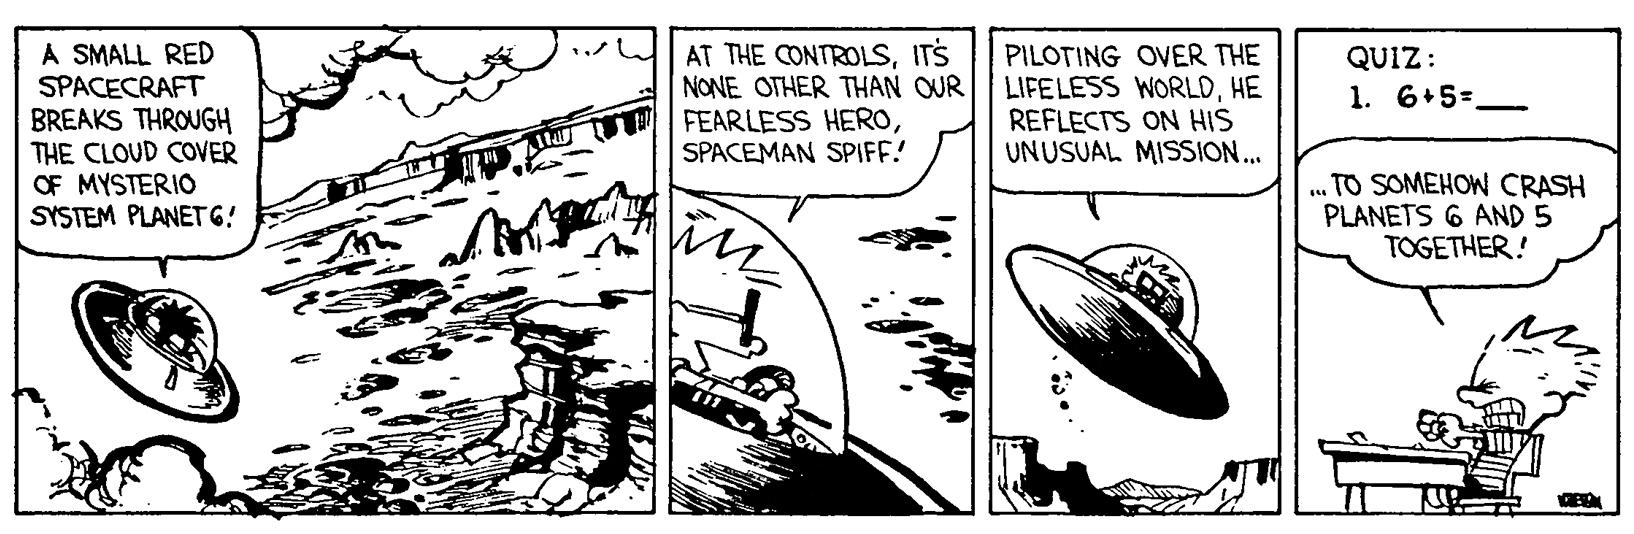 A SMALL RED
SPACECRAFT
BREAKS THROUGH
THE CLOUD COVER
OF MYSTERIO
SYSTEM PLANET 6!
AT THE CONTROLS, IT'S
NONE OTHER THAN OUR
FEARLESS HERO,
SPACEMAN SPIFF!
PILOTING OVER THE
LIFELESS WORLD, HE
REFLECTS ON HIS
UNUSUAL MISSION...
QUIZ:
1. 6+5=___
...TO SOMEHOW CRASH
PLANETS 6 AND 5
TOGETHER!